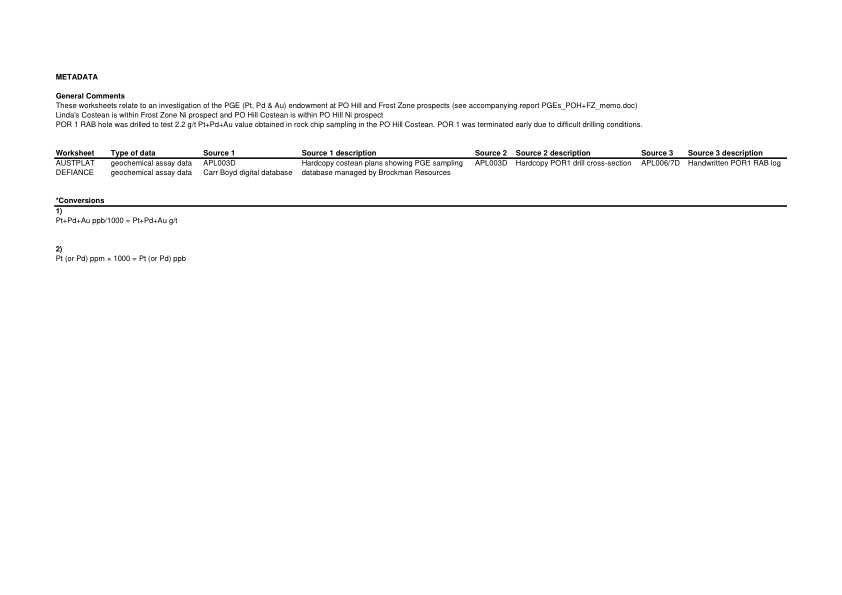 METADATA
General Comments
These worksheets relate to an investigation of the PGE (Pt, Pd & Au) endowment at PO Hill and Frost Zone prospects (see accompanying report PGEs_POH+FZ_memo.doc)
Linda's Costean is within Frost Zone Ni prospect and PO Hill Costean is within PO Hill Ni prospect
POR 1 RAB hole was drilled to test 2.2 g/t Pt+Pd+Au value obtained in rock chip sampling in the PO Hill Costean. POR 1 was terminated early due to difficult drilling conditions.
Worksheet Type of data Source 1 Source 1 description Source 2 Source 2 description Source 3 Source 3 description
AUSTPLAT geochemical assay data APL003D Hardcopy costean plans showing PGE sampling APL003D Hardcopy POR1 drill cross-section APL006/7D Handwritten POR1 RAB log
DEFIANCE geochemical assay data Carr Boyd digital database database managed by Brockman Resources
*Conversions
1)
Pt+Pd+Au ppb/1000 = Pt+Pd+Au g/t
2)
Pt (or Pd) ppm × 1000 = Pt (or Pd) ppb